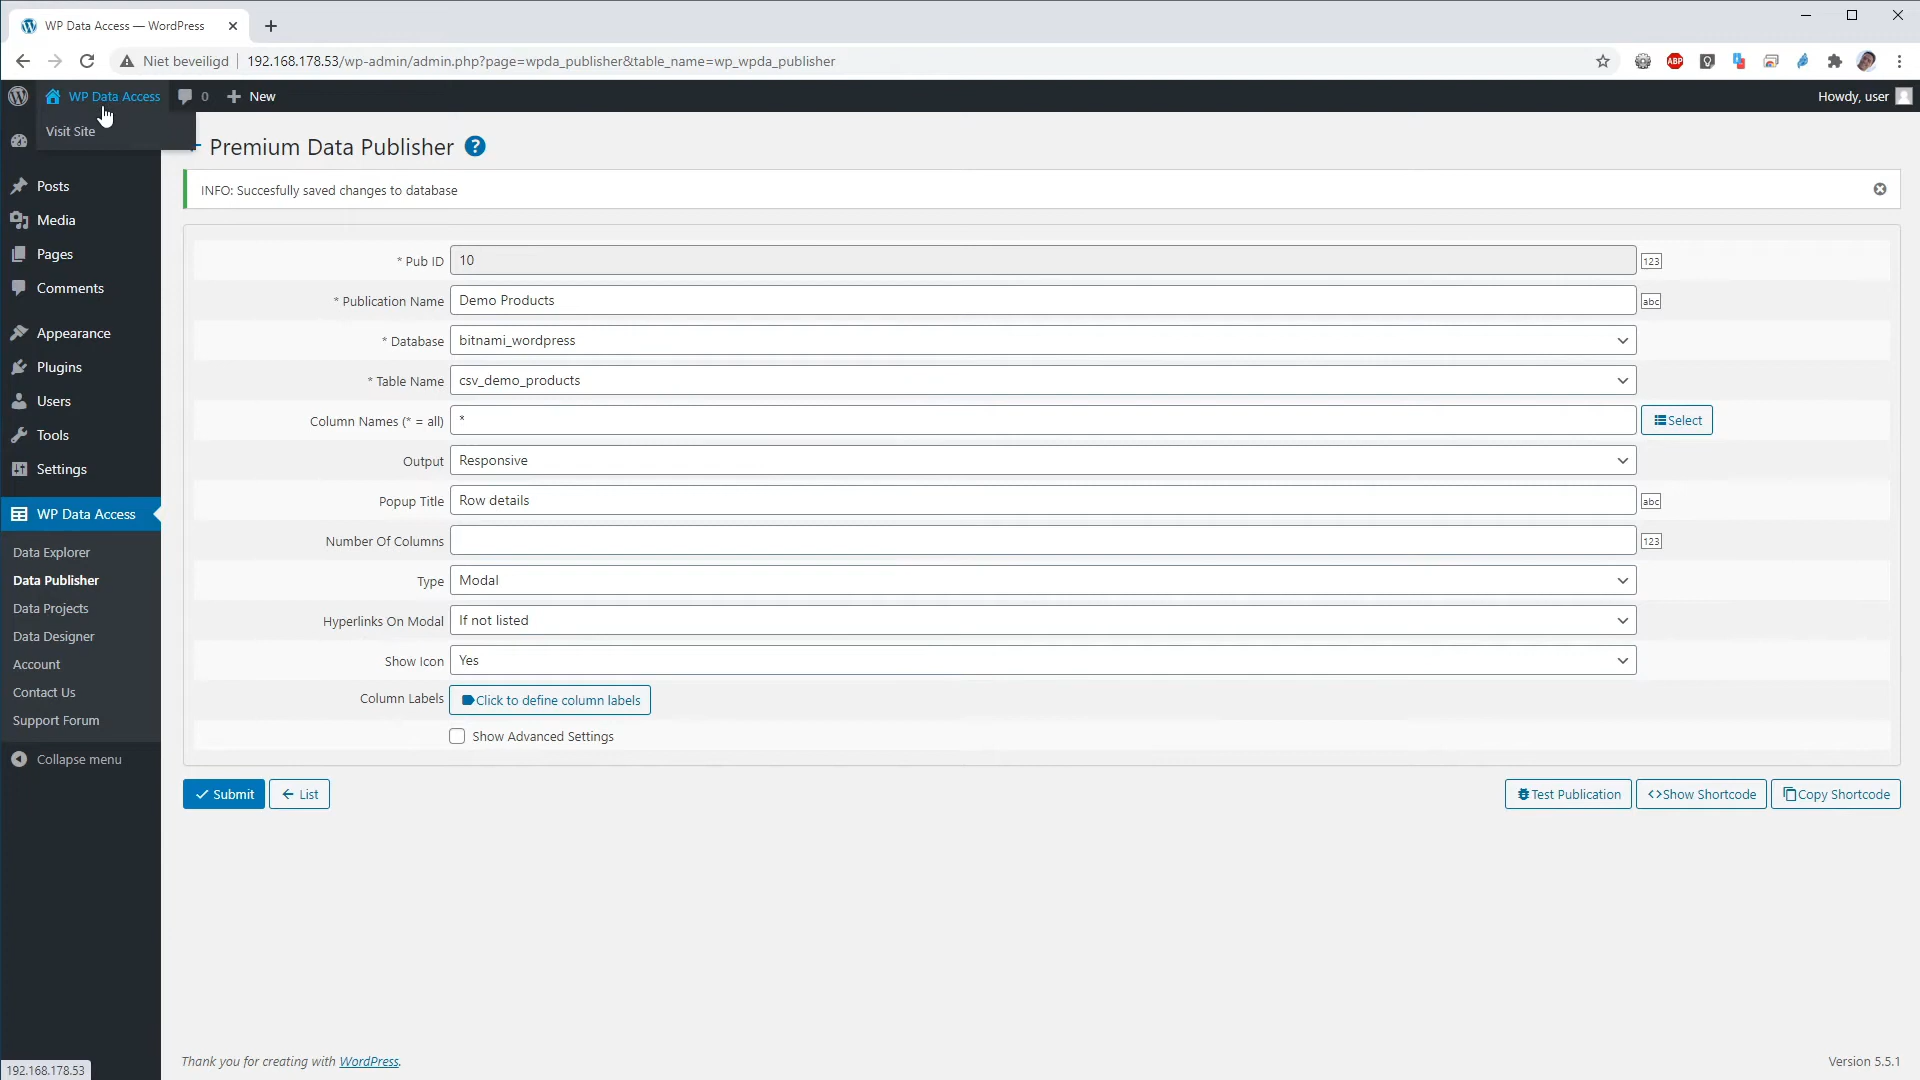 WP Data Access — WordPress
Niet beveiligd
192.168.178.53/wp-admin/admin.php?page=wpda_publisher&table_name=wp_wpda_publisher
ABP
WP Data Access
0
New
Howdy, user
Visit Site
Premium Data Publisher
?
INFO: Succesfully saved changes to database
Posts
Media
Pages
Comments
Appearance
Plugins
Users
Tools
Settings
WP Data Access
Data Explorer
Data Publisher
Data Projects
Data Designer
Account
Contact Us
Support Forum
Collapse menu
* Pub ID 10 123
* Publication Name Demo Products abc
* Database bitnami_wordpress
* Table Name csv_demo_products
Column Names (* = all) * Select
Output Responsive
Popup Title Row details abc
Number Of Columns 123
Type Modal
Hyperlinks On Modal If not listed
Show Icon Yes
Column Labels Click to define column labels
Show Advanced Settings
Submit List Test Publication <>Show Shortcode Copy Shortcode
Thank you for creating with WordPress. Version 5.5.1
192.168.178.53